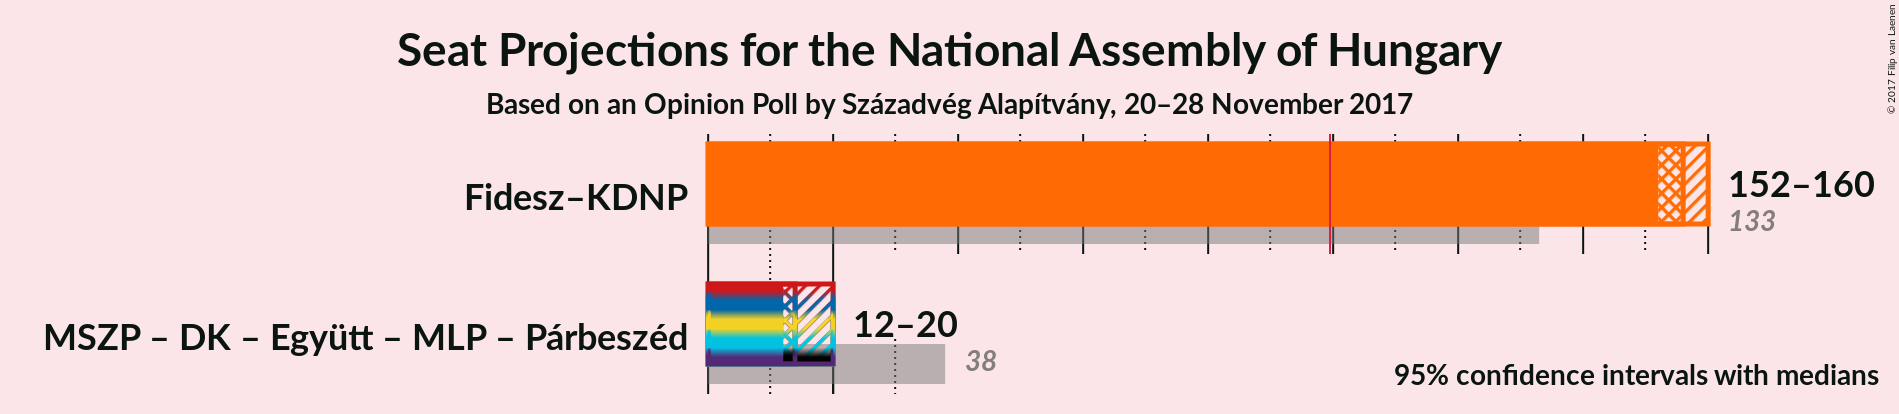 Seat Projections for the National Assembly of Hungary
Based on an Opinion Poll by Századvég Alapítvány, 20–28 November 2017
© 2017 Filip van Laenen
Fidesz–KDNP
152–160
133
MSZP – DK – Együtt – MLP – Párbeszéd
12–20
38
95% confidence intervals with medians